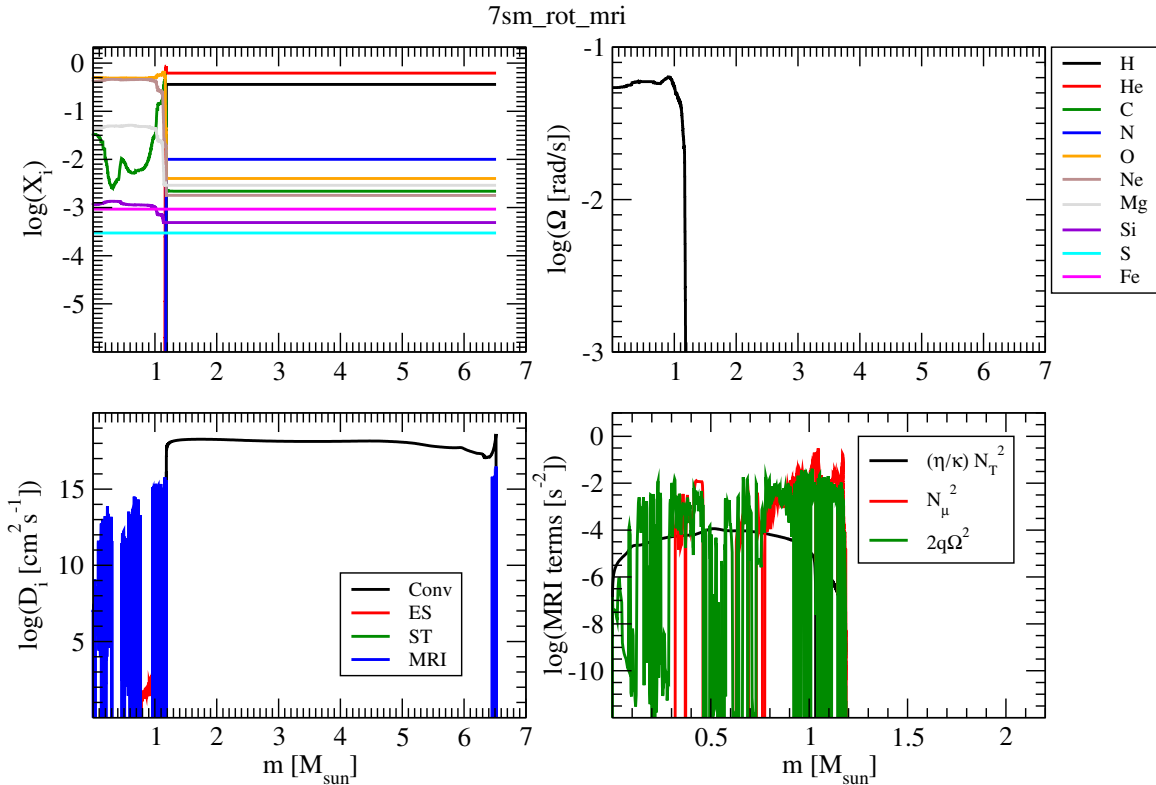 7sm_rot_mri
0
-1
-2
-3
-4
-5
log(X_i)
1 2 3 4 5 6 7
-1
-2
-3
log(Ω [rad/s])
1 2 3 4 5 6 7
H
He
C
N
O
Ne
Mg
Si
S
Fe
15
10
5
log(D_i [cm^2 s^-1])
Conv
ES
ST
MRI
1 2 3 4 5 6 7
m [M_sun]
0
-2
-4
-6
-8
-10
log(MRI terms [s^-2])
(η/κ) N_T^2
N_μ^2
2qΩ^2
0.5 1 1.5 2
m [M_sun]